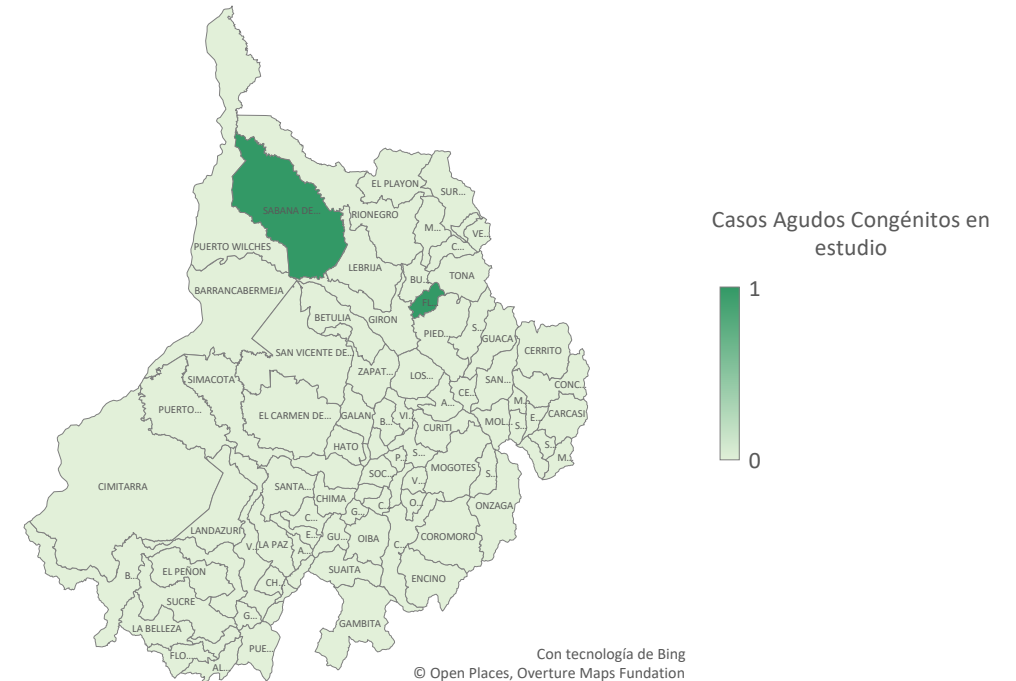 EL PLAYON
SUR...
SABANA DE...
RIONEGRO
M...
VE...
C...
PUERTO WILCHES
LEBRIJA
BU...
TONA
BARRANCABERMEJA
FL...
BETULIA
GIRON
PIED...
S...
GUACA
CERRITO
SAN VICENTE DE...
ZAPAT...
LOS...
SAN...
CONC...
SIMACOTA
CE...
PUERTO...
EL CARMEN DE...
GALAN
B...
VI...
A...
CURITI
MOL...
M...
S...
E...
CARCASI
HATO
P...
S...
S...
M...
CIMITARRA
SANTA...
SOC...
V...
MOGOTES
S...
CHIMA
G...
C...
O...
ONZAGA
LANDAZURI
C...
E...
GU...
OIBA
C...
COROMORO
V...
LA PAZ
A...
SUAITA
B...
EL PEÑON
CH...
ENCINO
SUCRE
G...
LA BELLEZA
GAMBITA
FLO...
AL...
PUE...
Casos Agudos Congénitos en
estudio
1
0
Con tecnología de Bing
© Open Places, Overture Maps Foundation